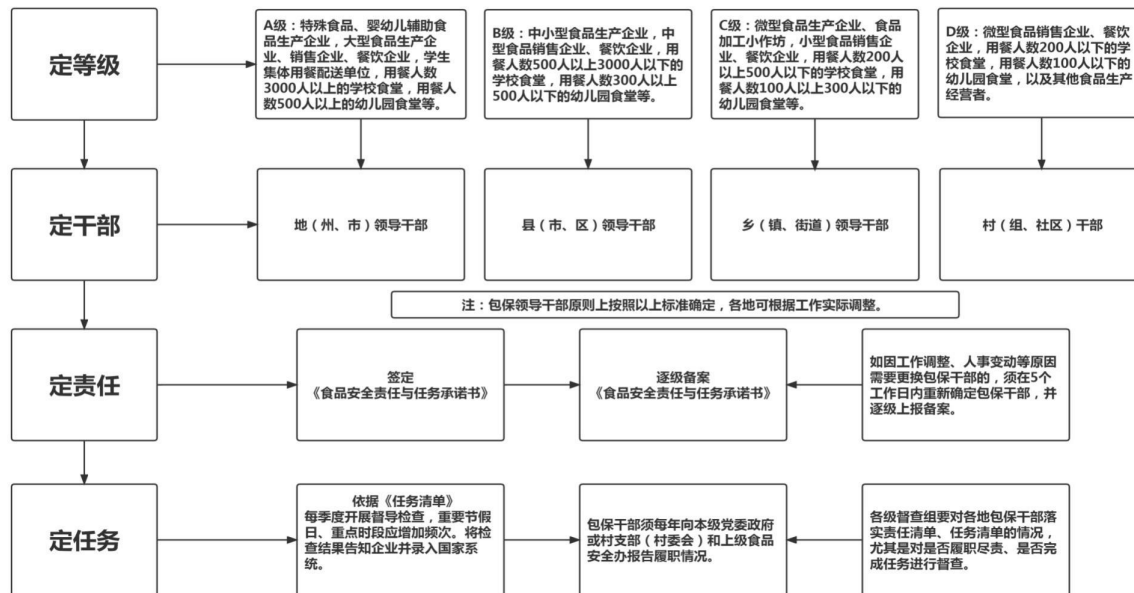 定等级
A级：特殊食品、婴幼儿辅助食
品生产企业，大型食品生产企
业、销售企业、餐饮企业，学生
集体用餐配送单位，用餐人数
3000人以上的学校食堂，用餐人
数500人以上的幼儿园食堂等。
B级：中小型食品生产企业，中
型食品销售企业、餐饮企业，用
餐人数500以上3000人以下的学
校食堂，用餐人数300人以上
500人以下的幼儿园食堂等。
C级：微型食品生产企业、食品
加工小作坊，小型食品销售企
业、餐饮企业，用餐人数200人
以上500人以下的学校食堂，用
餐人数100人以上300人以下的
幼儿园食堂等。
D级：微型食品销售企业、餐饮
企业，用餐人数200人以下的学
校食堂，用餐人数100人以下的
幼儿园食堂，以及其他食品生产
经营者。
定干部
地（州、市）领导干部
县（市、区）领导干部
乡（镇、街道）领导干部
村（组、社区）干部
注：包保领导干部原则上按照以上标准确定，各地可根据工作实际调整。
定责任
签定
《食品安全责任与任务承诺书》
逐级备案
《食品安全责任与任务承诺书》
如因工作调整、人事变动等原因
需要更换包保干部的，须在5个
工作日内重新确定包保干部，并
逐级上报备案。
定任务
依据《任务清单》
每季度开展督导检查，重要节假
日、重点时段应增加频次。将检
查结果告知企业并录入国家系
统。
包保干部须每年向本级党委政府
或村支部（村委会）和上级食品
安全办报告履职情况。
各级督查组要对各地包保干部落
实责任清单、任务清单的情况，
尤其是对是否履职尽责、是否完
成任务进行督查。